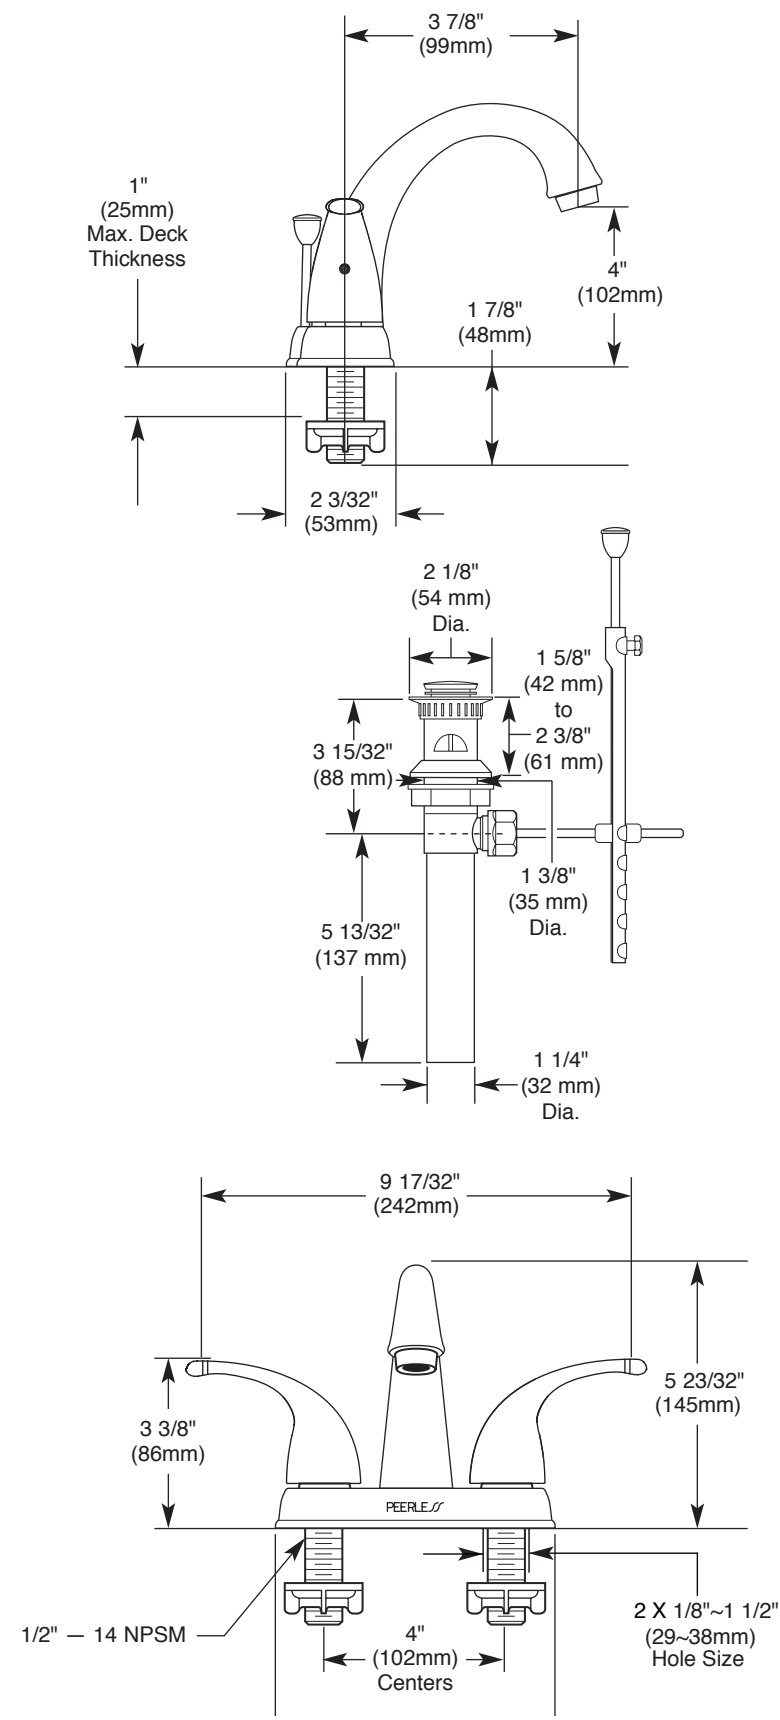 3 7/8"
(99mm)
1"
(25mm)
Max. Deck
Thickness
4"
(102mm)
1 7/8"
(48mm)
2 3/32"
(53mm)
2 1/8"
(54 mm)
Dia.
1 5/8"
(42 mm)
to
2 3/8"
(61 mm)
3 15/32"
(88 mm)
1 3/8"
(35 mm)
Dia.
5 13/32"
(137 mm)
1 1/4"
(32 mm)
Dia.
9 17/32"
(242mm)
5 23/32"
(145mm)
3 3/8"
(86mm)
PEERLESS
1/2" — 14 NPSM
4"
(102mm)
Centers
2 X 1/8"~1 1/2"
(29~38mm)
Hole Size